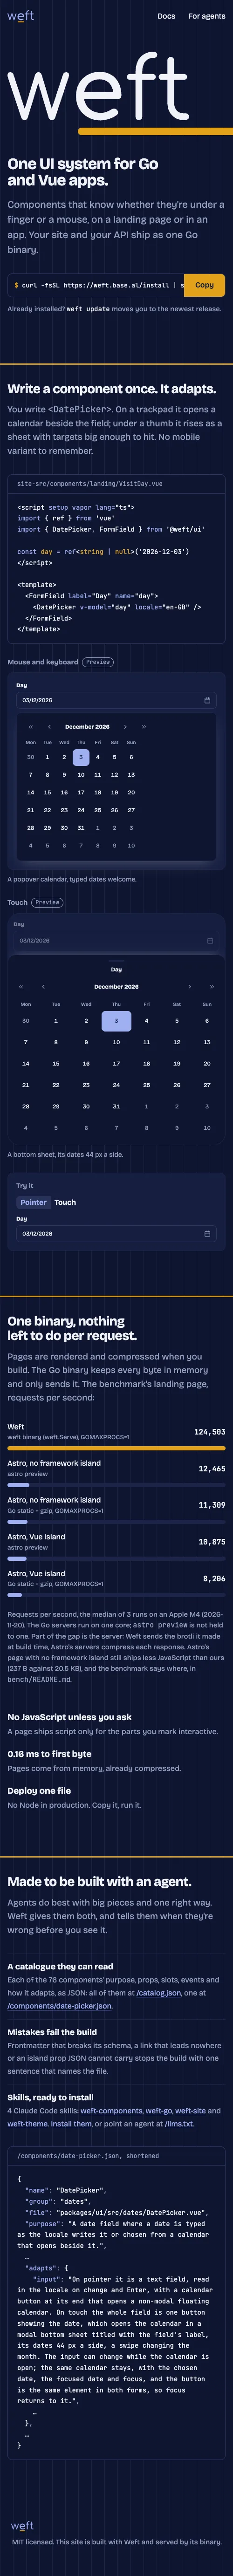 weft
Docs For agents
weft
One UI system for Go
and Vue apps.
Components that know whether they're under a
finger or a mouse, on a landing page or in an
app. Your site and your API ship as one Go
binary.
$ curl -fsSL https://weft.base.al/install | s Copy
Already installed? weft update moves you to the newest release.
Write a component once. It adapts.
You write <DatePicker>. On a trackpad it opens a
calendar beside the field; under a thumb it rises as a
sheet with targets big enough to hit. No mobile
variant to remember.
site-src/components/landing/VisitDay.vue
<script setup vapor lang="ts">
import { ref } from 'vue'
import { DatePicker, FormField } from '@weft/ui'
const day = ref<string | null>('2026-12-03')
</script>
<template>
<FormField label="Day" name="day">
<DatePicker v-model="day" locale="en-GB" />
</FormField>
</template>
Mouse and keyboard Preview
Day
03/12/2026
« ‹ December 2026 › »
Mon Tue Wed Thu Fri Sat Sun
30 1 2 3 4 5 6
7 8 9 10 11 12 13
14 15 16 17 18 19 20
21 22 23 24 25 26 27
28 29 30 31 1 2 3
4 5 6 7 8 9 10
A popover calendar, typed dates welcome.
Touch Preview
Day
03/12/2026
Day
« ‹ December 2026 › »
Mon Tue Wed Thu Fri Sat Sun
30 1 2 3 4 5 6
7 8 9 10 11 12 13
14 15 16 17 18 19 20
21 22 23 24 25 26 27
28 29 30 31 1 2 3
4 5 6 7 8 9 10
A bottom sheet, its dates 44 px a side.
Try it
Pointer Touch
Day
03/12/2026
One binary, nothing
left to do per request.
Pages are rendered and compressed when you
build. The Go binary keeps every byte in memory
and only sends it. The benchmark's landing page,
requests per second:
Weft
weft binary (weft.Serve), GOMAXPROCS=1
124,503
Astro, no framework island
astro preview
12,465
Astro, no framework island
Go static + gzip, GOMAXPROCS=1
11,309
Astro, Vue island
astro preview
10,875
Astro, Vue island
Go static + gzip, GOMAXPROCS=1
8,206
Requests per second, the median of 3 runs on an Apple M4 (2026-
11-20). The Go servers run on one core; astro preview is not
held to one. Part of the gap is the server: Weft sends the brotli it made
at build time, Astro's servers compress each response. Astro's
page with no framework island still ships less JavaScript than ours
(237 B against 20.5 KB), and the benchmark says where, in
bench/README.md.
No JavaScript unless you ask
A page ships script only for the parts you mark interactive.
0.16 ms to first byte
Pages come from memory, already compressed.
Deploy one file
No Node in production. Copy it, run it.
Made to be built with an agent.
Agents do best with big pieces and one right way.
Weft gives them both, and tells them when they're
wrong before you see it.
A catalogue they can read
Each of the 76 components' purpose, props, slots, events and
how it adapts, as JSON: all of them at /catalog.json, one at
/components/date-picker.json.
Mistakes fail the build
Frontmatter that breaks its schema, a link that leads nowhere
or an island prop JSON cannot carry stops the build with one
sentence that names the file.
Skills, ready to install
4 Claude Code skills: weft-components, weft-go, weft-site and
weft-theme. Install them, or point an agent at /llms.txt.
/components/date-picker.json, shortened
{
"name": "DatePicker",
"group": "dates",
"file": "packages/ui/src/dates/DatePicker.vue",
"purpose": "A date field where a date is typed
as the locale writes it or chosen from a calendar
that opens beside it.",
…
"adapts": {
"input": "On pointer it is a text field, read
in the locale on change and Enter, with a calendar
button at its end that opens a non-modal floating
calendar. On touch the whole field is one button
showing the date, which opens the calendar in a
modal bottom sheet titled with the field's label,
its dates 44 px a side, a swipe changing the
month. The input can change while the calendar is
open; the same calendar stays, with the chosen
date, the focused date and focus, and the button
is the same element in both forms, so focus
returns to it.",
…
},
…
}
weft
MIT licensed. This site is built with Weft and served by its binary.